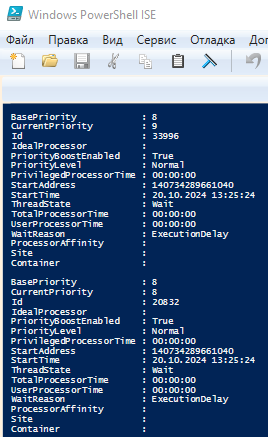 Windows PowerShell ISE
Файл Правка Вид Сервис Отладка
BasePriority : 8
CurrentPriority : 9
Id : 33996
IdealProcessor :
PriorityBoostEnabled : True
PriorityLevel : Normal
PrivilegedProcessorTime : 00:00:00
StartAddress : 140734289661040
StartTime : 20.10.2024 13:25:24
ThreadState : Wait
TotalProcessorTime : 00:00:00
UserProcessorTime : 00:00:00
WaitReason : ExecutionDelay
ProcessorAffinity :
Site :
Container :
BasePriority : 8
CurrentPriority : 8
Id : 20832
IdealProcessor :
PriorityBoostEnabled : True
PriorityLevel : Normal
PrivilegedProcessorTime : 00:00:00
StartAddress : 140734289661040
StartTime : 20.10.2024 13:25:24
ThreadState : Wait
TotalProcessorTime : 00:00:00
UserProcessorTime : 00:00:00
WaitReason : ExecutionDelay
ProcessorAffinity :
Site :
Container :